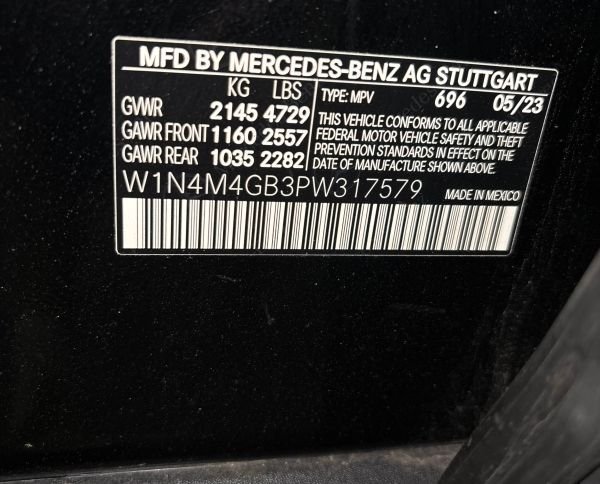 MFD BY MERCEDES-BENZ AG STUTTGART
KG LBS
GVWR 2145 4729
GAWR FRONT 1160 2557
GAWR REAR 1035 2282
TYPE: MPV 696 05/23
THIS VEHICLE CONFORMS TO ALL APPLICABLE
FEDERAL MOTOR VEHICLE SAFETY AND THEFT
PREVENTION STANDARDS IN EFFECT ON THE
DATE OF MANUFACTURE SHOWN ABOVE.
W1N4M4GB3PW317579 MADE IN MEXICO